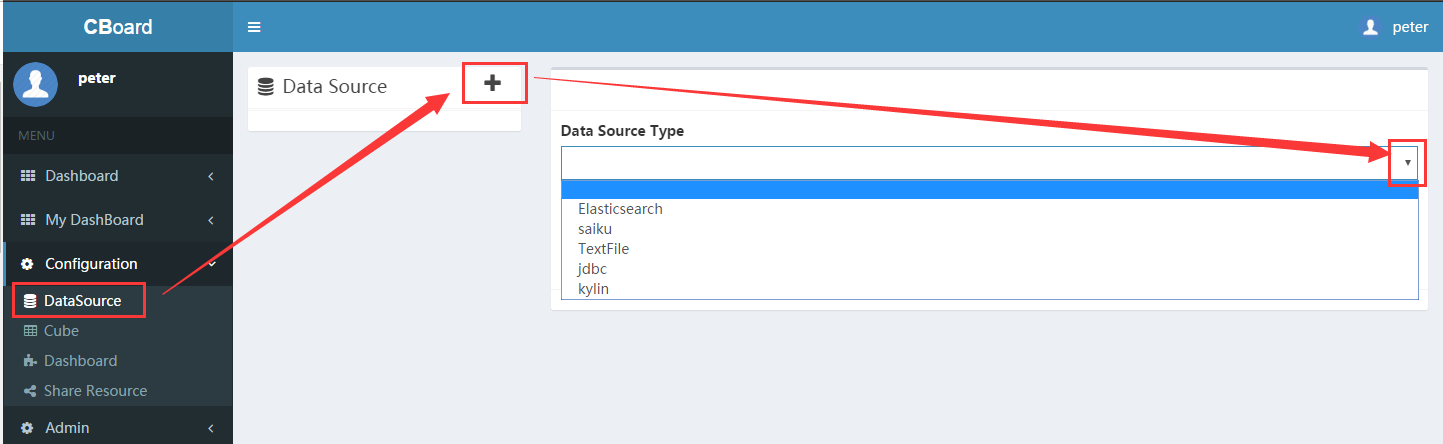 CBoard
peter
peter
MENU
Dashboard
My DashBoard
Configuration
DataSource
Cube
Dashboard
Share Resource
Admin
Data Source
Data Source Type
Elasticsearch
saiku
TextFile
jdbc
kylin